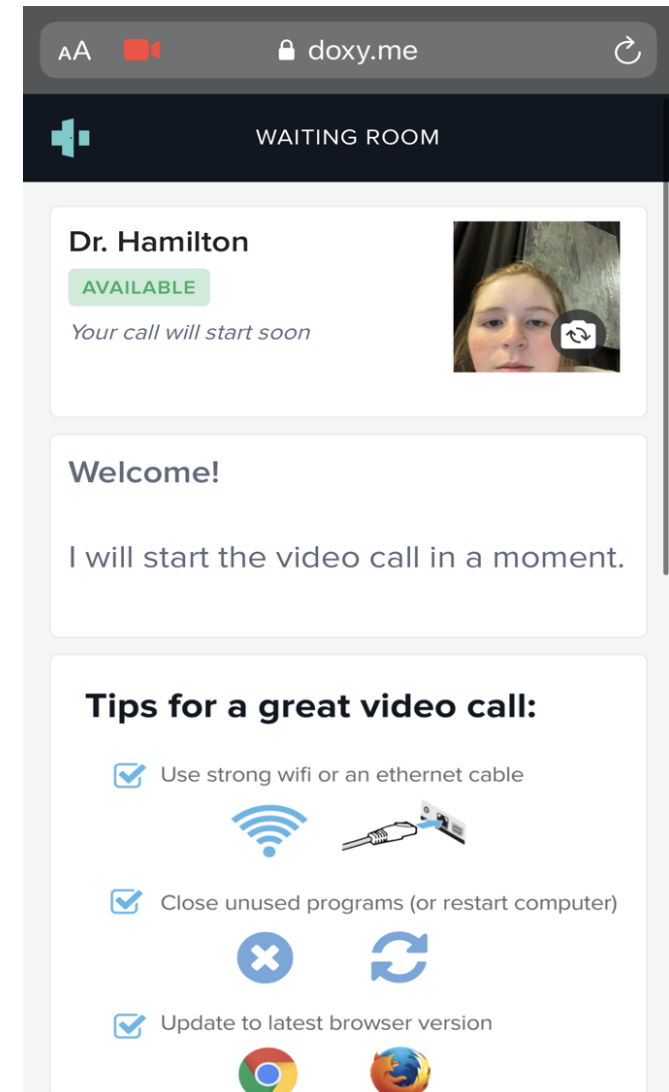 AA
doxy.me
WAITING ROOM
Dr. Hamilton
AVAILABLE
Your call will start soon
Welcome!
I will start the video call in a moment.
Tips for a great video call:
Use strong wifi or an ethernet cable
Close unused programs (or restart computer)
Update to latest browser version